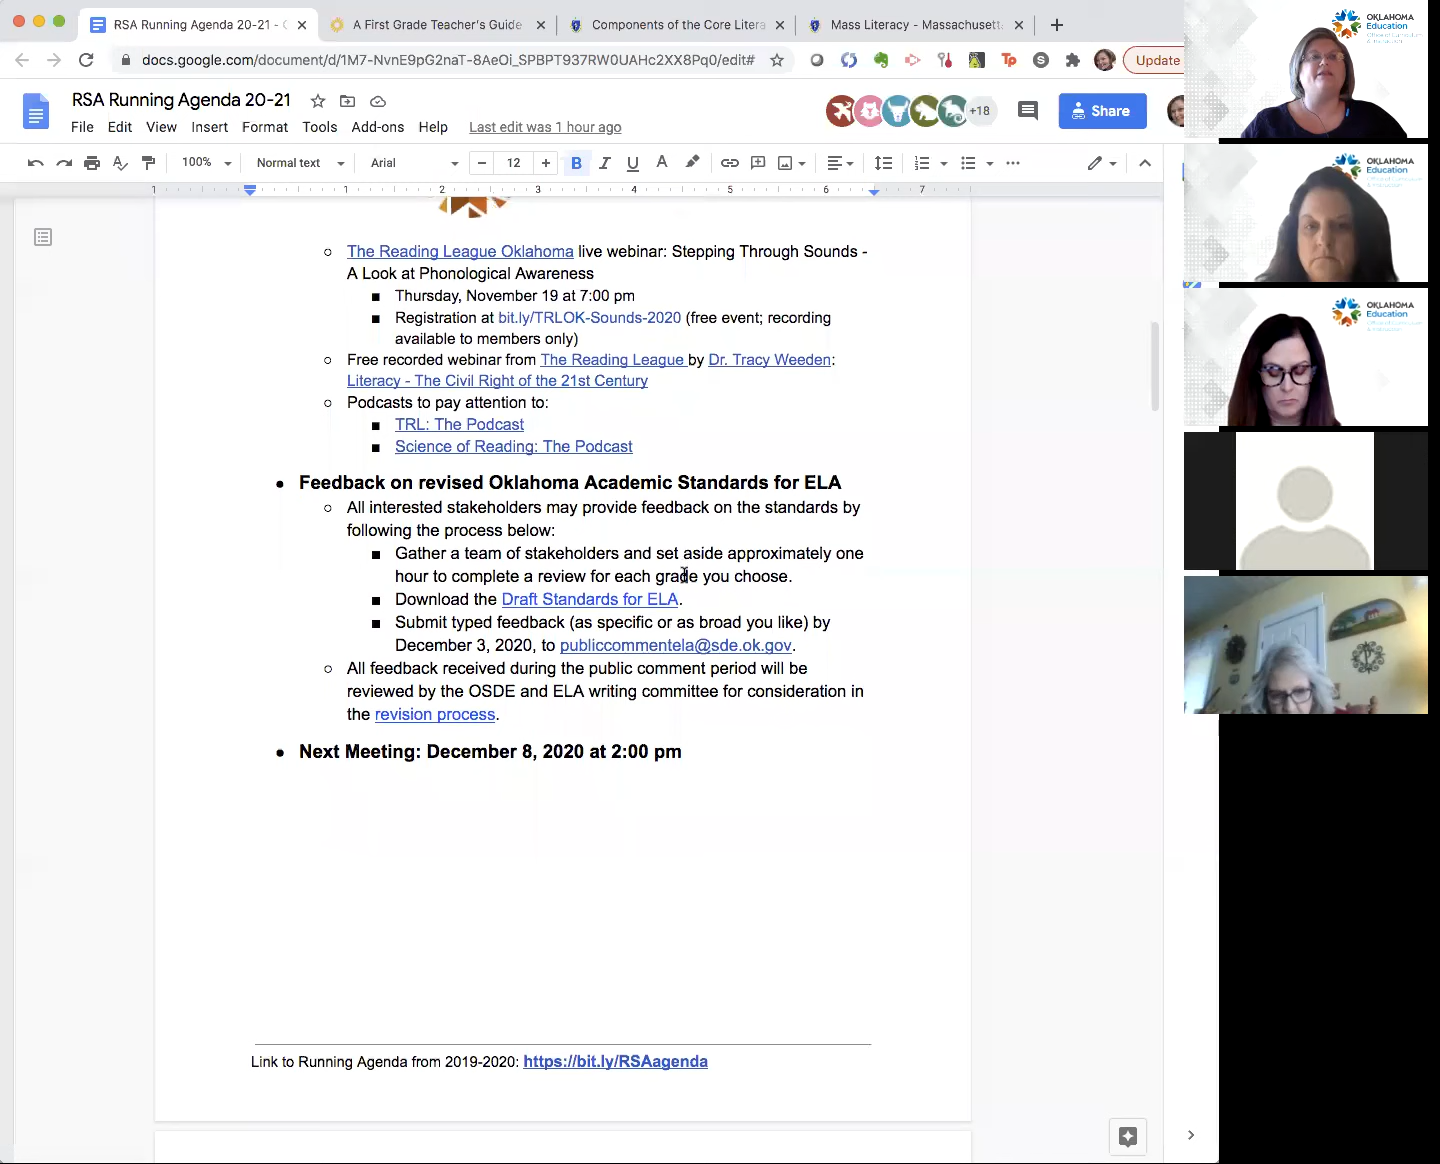 RSA Running Agenda 20-21 -
A First Grade Teacher's Guide
Components of the Core Litera
Mass Literacy - Massachusett
docs.google.com/document/d/1M7-NvnE9pG2naT-8AeOi_SPBPT937RW0UAHc2XX8Pq0/edit#
Tp
S
Update
RSA Running Agenda 20-21
+18
Share
File Edit View Insert Format Tools Add-ons Help Last edit was 1 hour ago
100% Normal text Arial − 12 + B I U A
1 1 2 3 4 5 6 7
The Reading League Oklahoma live webinar: Stepping Through Sounds -
A Look at Phonological Awareness
Thursday, November 19 at 7:00 pm
Registration at bit.ly/TRLOK-Sounds-2020 (free event; recording
available to members only)
Free recorded webinar from The Reading League by Dr. Tracy Weeden:
Literacy - The Civil Right of the 21st Century
Podcasts to pay attention to:
TRL: The Podcast
Science of Reading: The Podcast
Feedback on revised Oklahoma Academic Standards for ELA
All interested stakeholders may provide feedback on the standards by
following the process below:
Gather a team of stakeholders and set aside approximately one
hour to complete a review for each grade you choose.
Download the Draft Standards for ELA.
Submit typed feedback (as specific or as broad you like) by
December 3, 2020, to publiccommentela@sde.ok.gov.
All feedback received during the public comment period will be
reviewed by the OSDE and ELA writing committee for consideration in
the revision process.
Next Meeting: December 8, 2020 at 2:00 pm
Link to Running Agenda from 2019-2020: https://bit.ly/RSAagenda
OKLAHOMA
Education
OKLAHOMA
Education
OKLAHOMA
Education